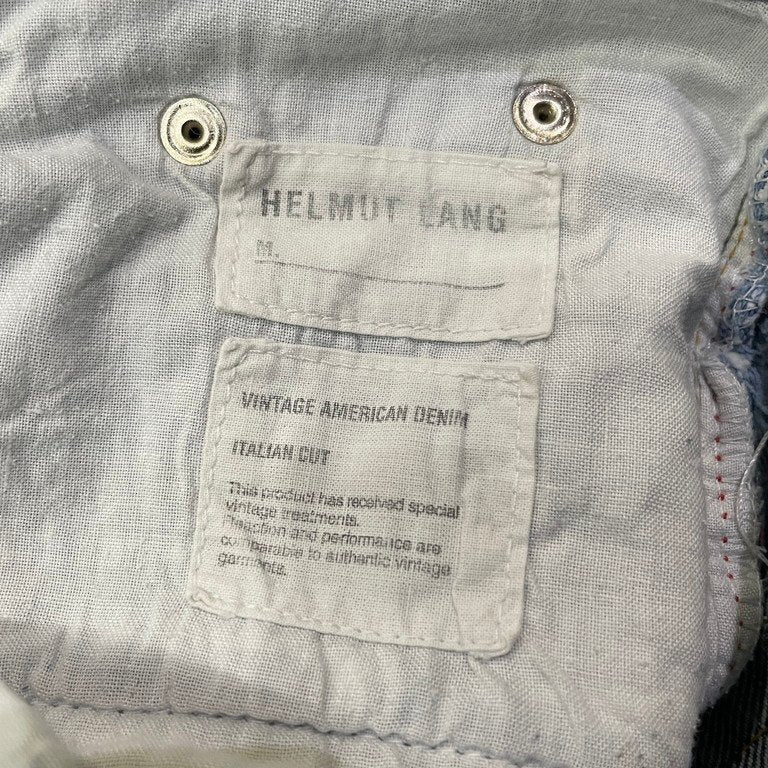 HELMUT LANG
M.
VINTAGE AMERICAN DENIM
ITALIAN CUT
This product has received special
vintage treatments.
Reaction and performance are
comparable to authentic vintage
garments.